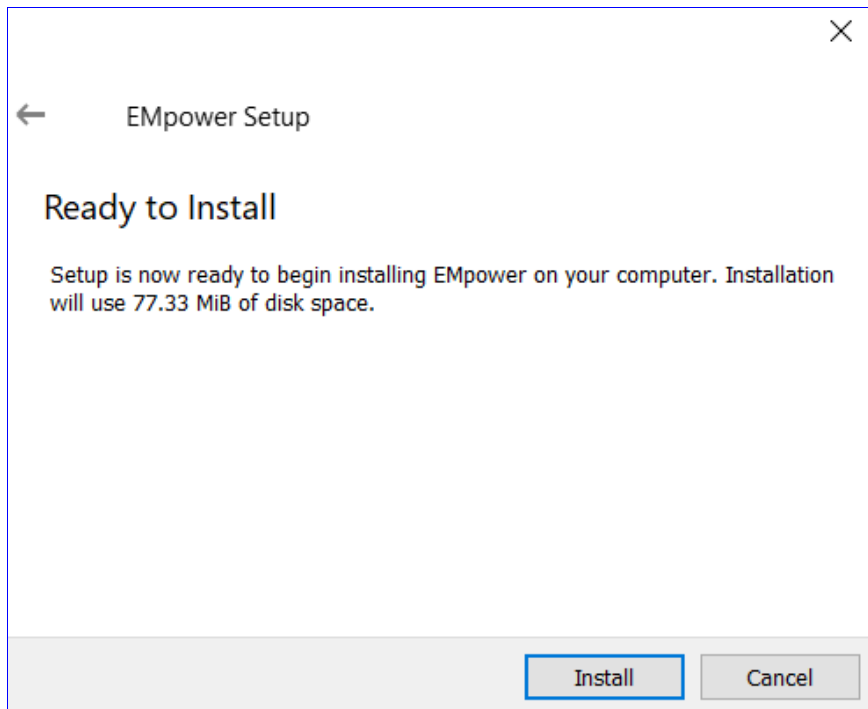 EMpower Setup
Ready to Install
Setup is now ready to begin installing EMpower on your computer. Installation
will use 77.33 MiB of disk space.
Install
Cancel